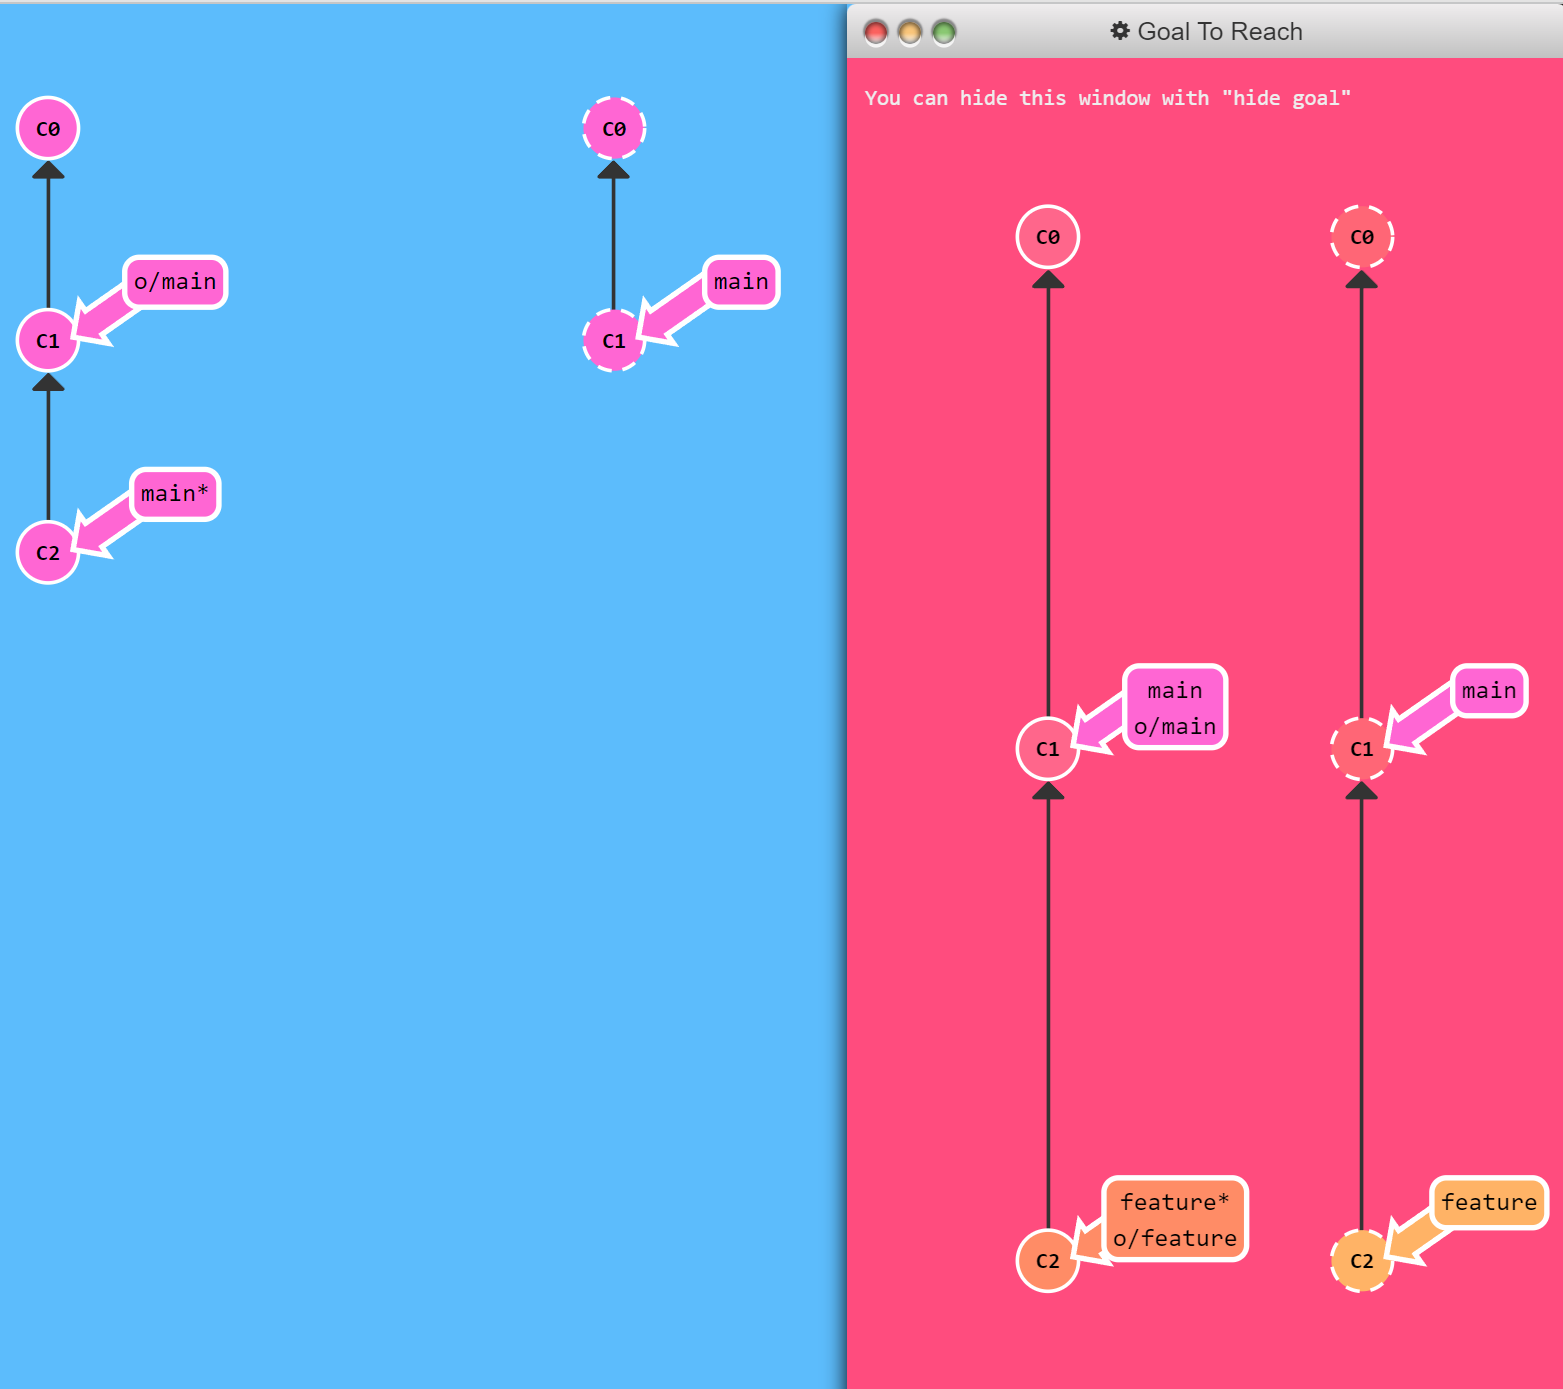 C0
o/main
C1
main*
C2
C0
main
C1
Goal To Reach
You can hide this window with "hide goal"
C0
main
o/main
C1
feature*
o/feature
C2
C0
main
C1
feature
C2